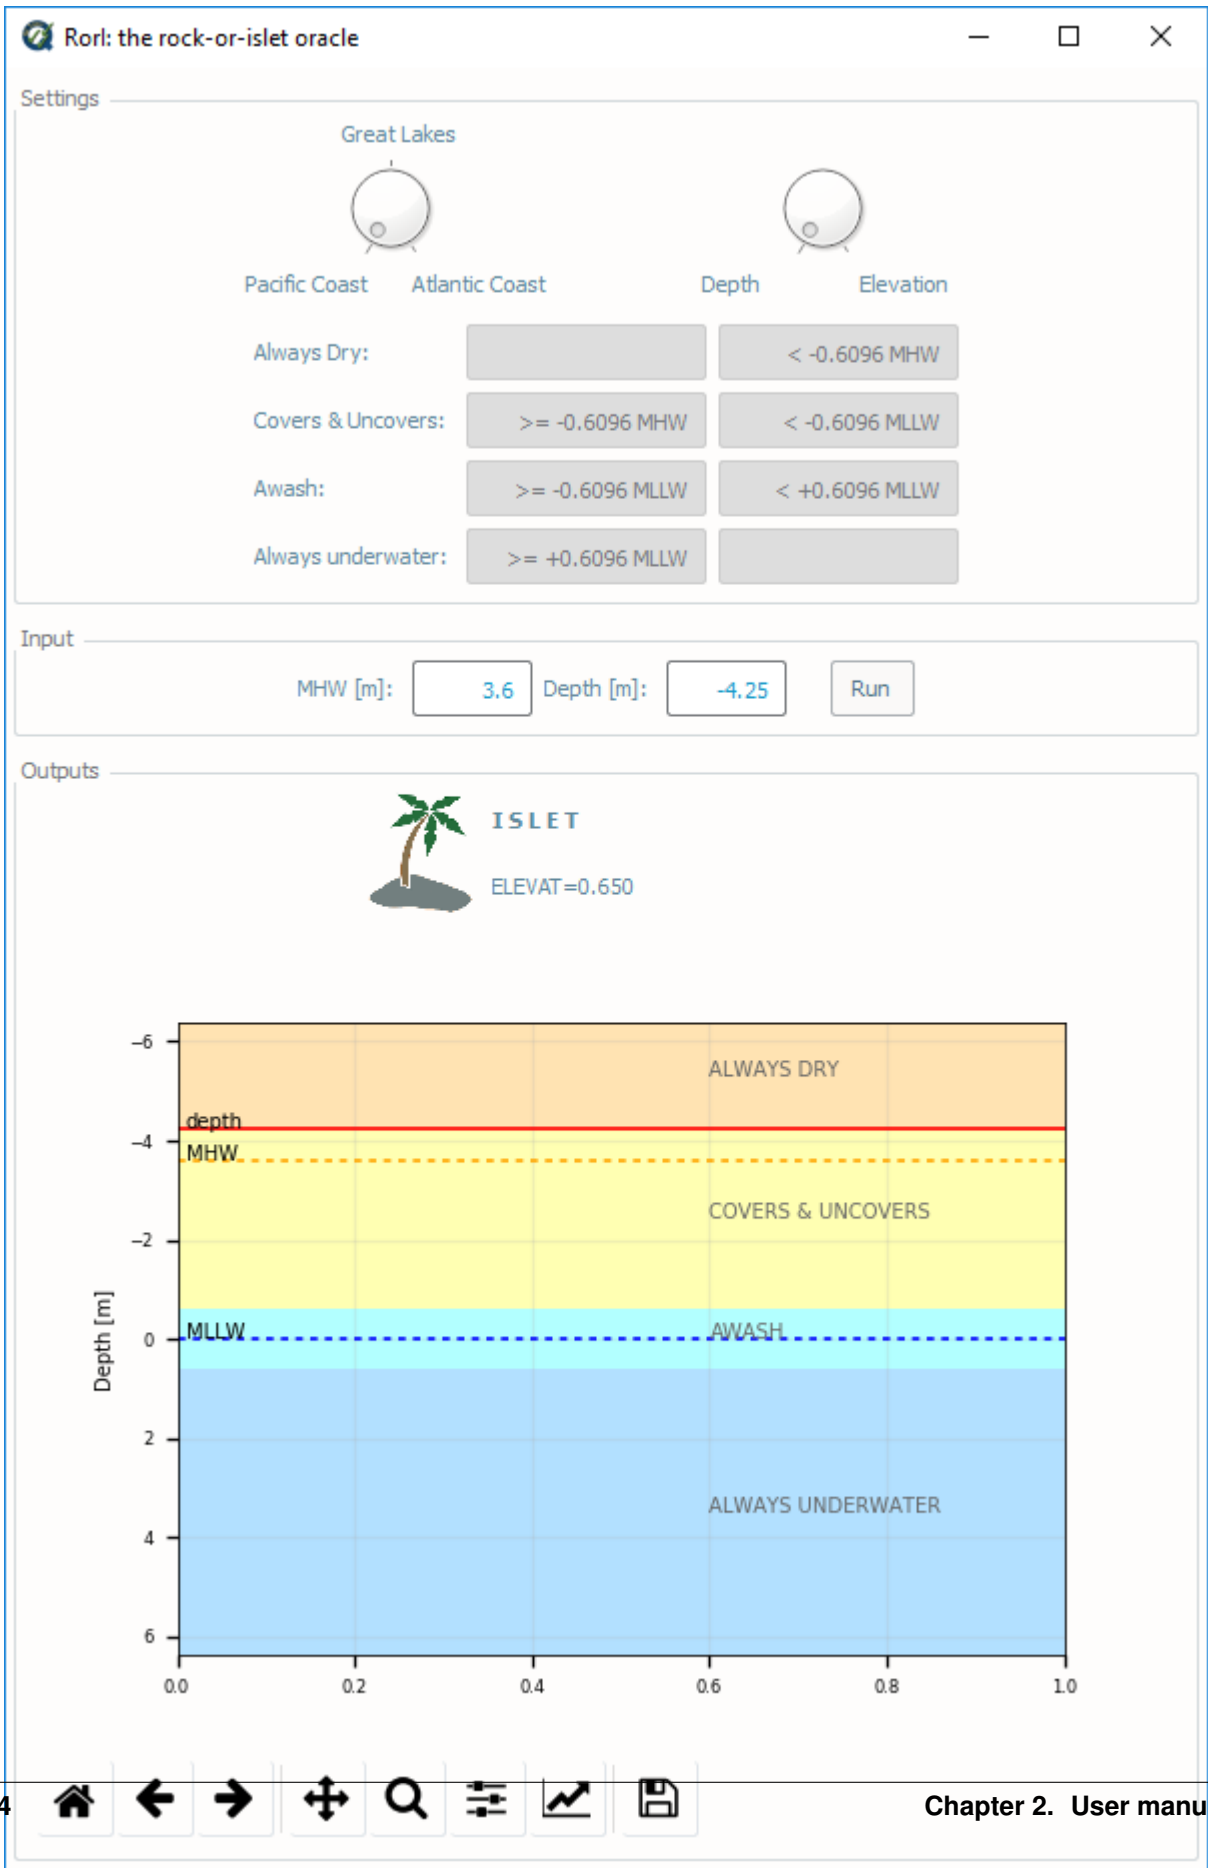 RorI: the rock-or-islet oracle
Settings
Great Lakes
Pacific Coast Atlantic Coast Depth Elevation
Always Dry: < -0.6096 MHW
Covers & Uncovers: >= -0.6096 MHW < -0.6096 MLLW
Awash: >= -0.6096 MLLW < +0.6096 MLLW
Always underwater: >= +0.6096 MLLW
Input
MHW [m]: 3.6 Depth [m]: -4.25 Run
Outputs
ISLET
ELEVAT=0.650
−6
ALWAYS DRY
depth
−4
MHW
COVERS & UNCOVERS
−2
Depth [m]
MLLW
0
AWASH
2
ALWAYS UNDERWATER
4
6
0.0 0.2 0.4 0.6 0.8 1.0
4 Chapter 2. User manu